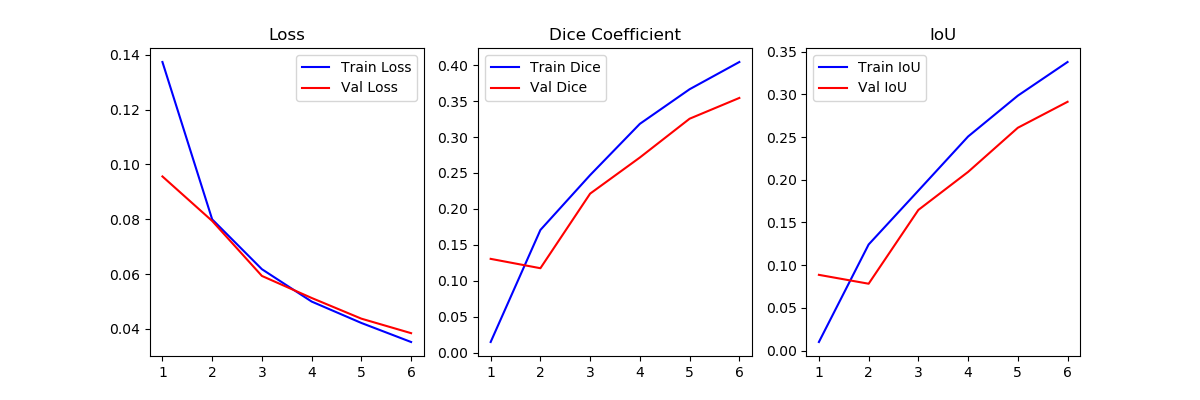 Loss
0.14
0.12
0.10
0.08
0.06
0.04
1 2 3 4 5 6
Train Loss
Val Loss
Dice Coefficient
0.40
0.35
0.30
0.25
0.20
0.15
0.10
0.05
0.00
1 2 3 4 5 6
Train Dice
Val Dice
IoU
0.35
0.30
0.25
0.20
0.15
0.10
0.05
0.00
1 2 3 4 5 6
Train IoU
Val IoU